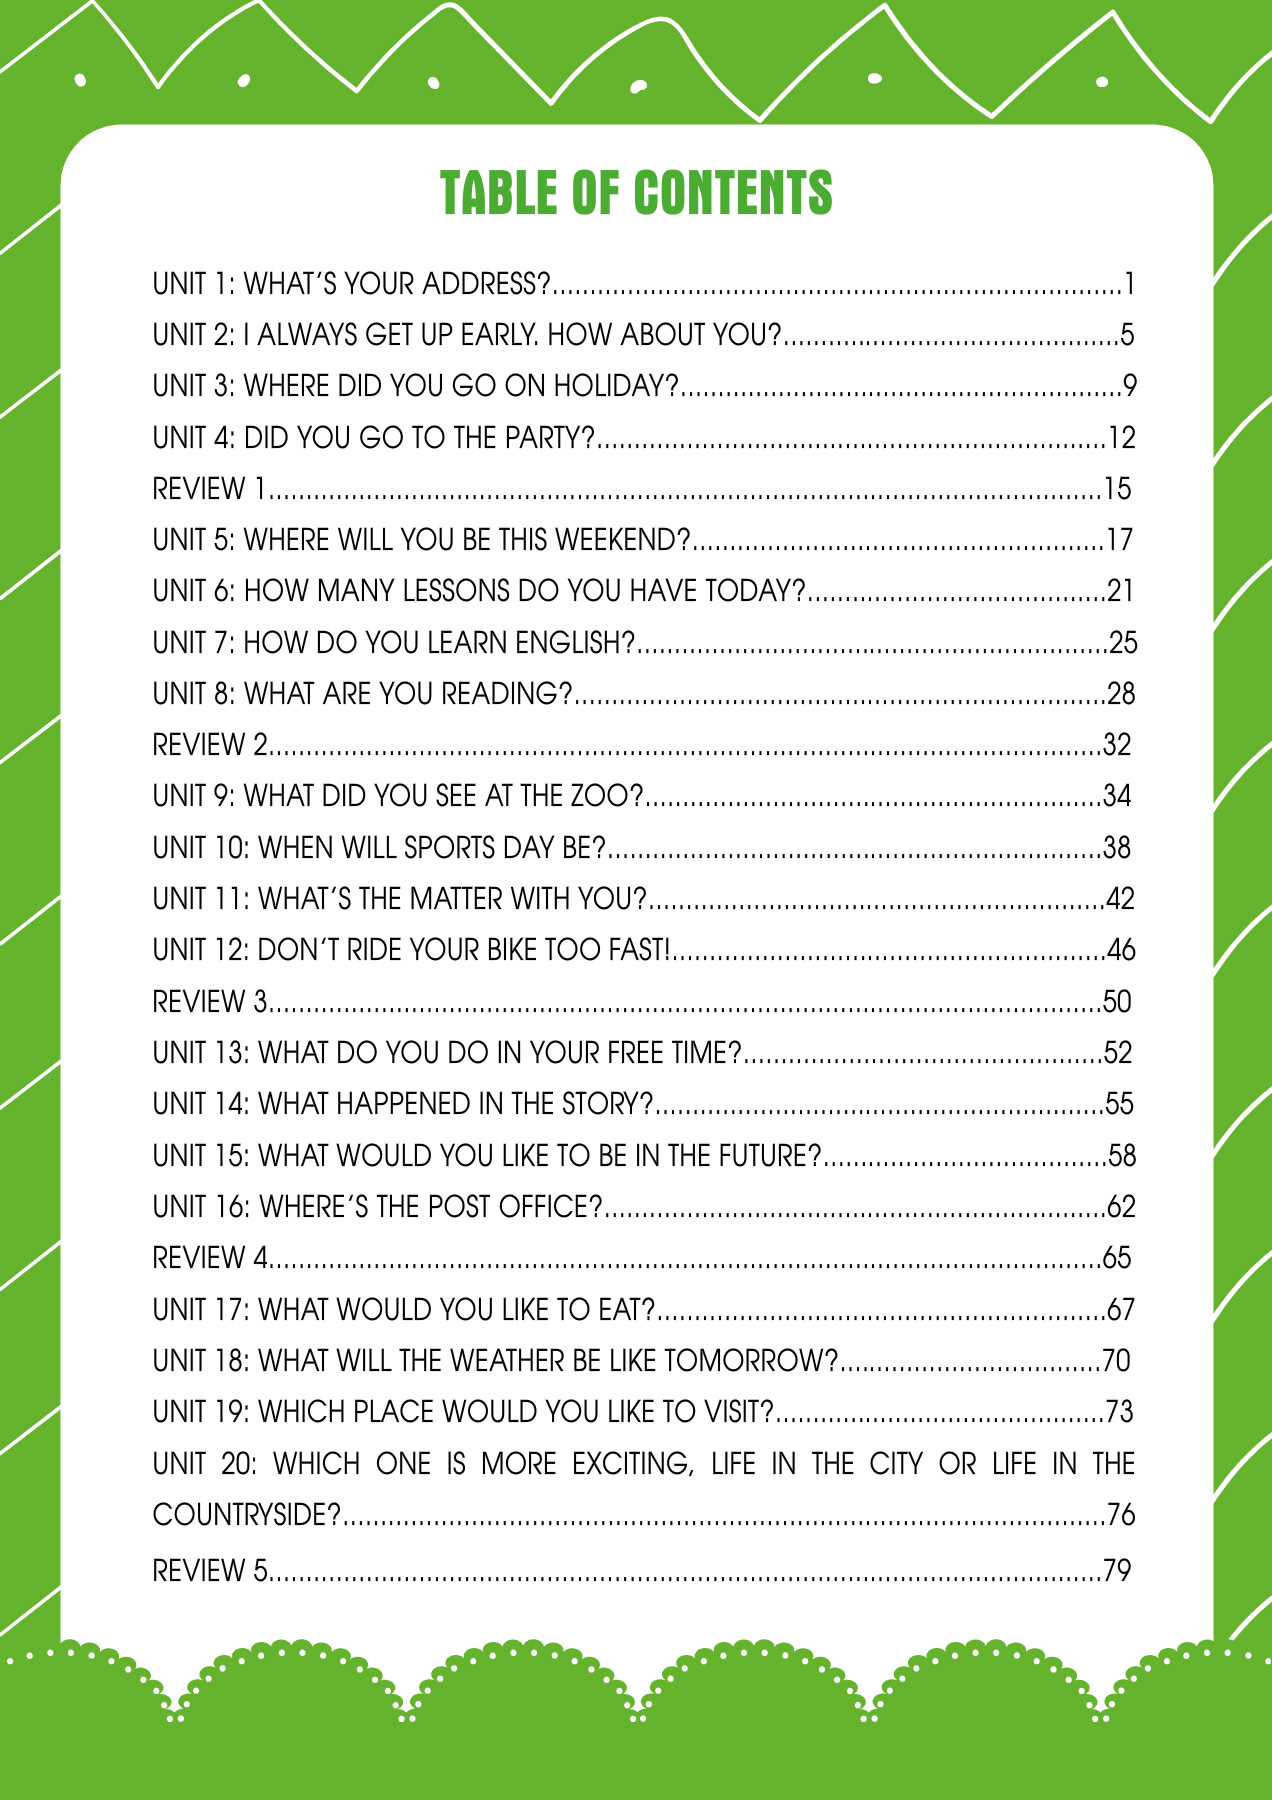 TABLE OF CONTENTS
UNIT 1: WHAT'S YOUR ADDRESS?...........................................................................1
UNIT 2: I ALWAYS GET UP EARLY. HOW ABOUT YOU?............................................5
UNIT 3: WHERE DID YOU GO ON HOLIDAY?..........................................................9
UNIT 4: DID YOU GO TO THE PARTY?...................................................................12
REVIEW 1..............................................................................................................15
UNIT 5: WHERE WILL YOU BE THIS WEEKEND?......................................................17
UNIT 6: HOW MANY LESSONS DO YOU HAVE TODAY?.......................................21
UNIT 7: HOW DO YOU LEARN ENGLISH?..............................................................25
UNIT 8: WHAT ARE YOU READING?......................................................................28
REVIEW 2..............................................................................................................32
UNIT 9: WHAT DID YOU SEE AT THE ZOO?............................................................34
UNIT 10: WHEN WILL SPORTS DAY BE?.................................................................38
UNIT 11: WHAT'S THE MATTER WITH YOU?............................................................42
UNIT 12: DON'T RIDE YOUR BIKE TOO FAST!.........................................................46
REVIEW 3..............................................................................................................50
UNIT 13: WHAT DO YOU DO IN YOUR FREE TIME?...............................................52
UNIT 14: WHAT HAPPENED IN THE STORY?...........................................................55
UNIT 15: WHAT WOULD YOU LIKE TO BE IN THE FUTURE?.....................................58
UNIT 16: WHERE'S THE POST OFFICE?..................................................................62
REVIEW 4..............................................................................................................65
UNIT 17: WHAT WOULD YOU LIKE TO EAT?...........................................................67
UNIT 18: WHAT WILL THE WEATHER BE LIKE TOMORROW?..................................70
UNIT 19: WHICH PLACE WOULD YOU LIKE TO VISIT?...........................................73
UNIT 20: WHICH ONE IS MORE EXCITING, LIFE IN THE CITY OR LIFE IN THE
COUNTRYSIDE?....................................................................................................76
REVIEW 5..............................................................................................................79